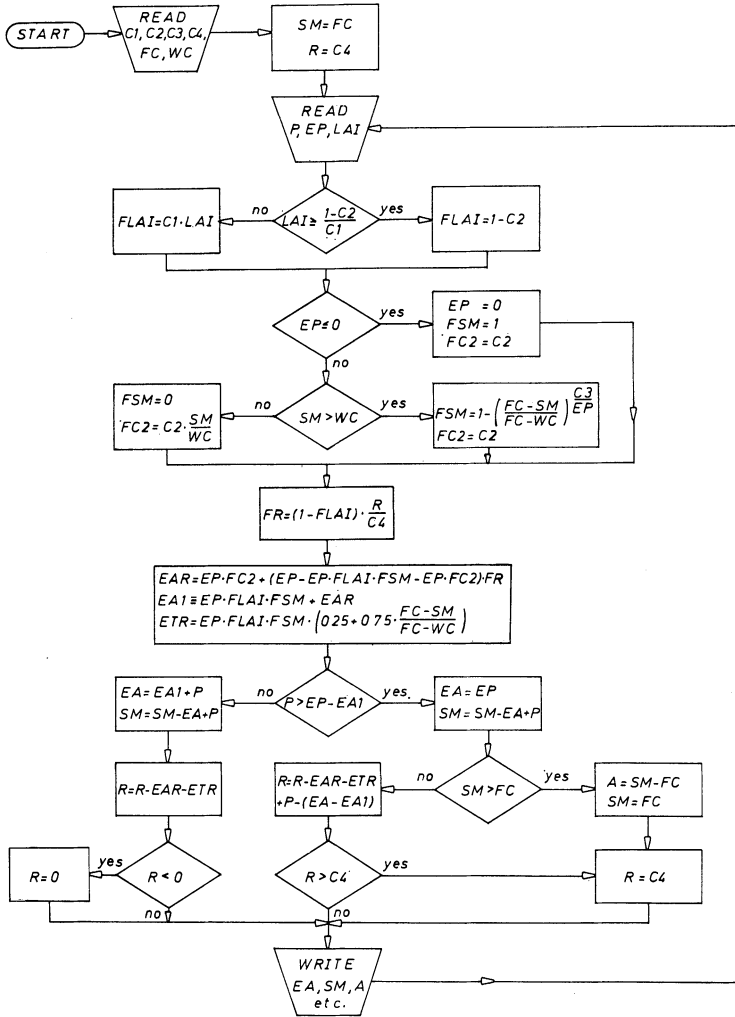 START
READ
C1, C2, C3, C4,
FC, WC
SM = FC
R = C4
READ
P, EP, LAI
FLAI=C1·LAI
no
LAI≥ 1-C2/C1
yes
FLAI=1-C2
EP≤0
yes
EP = 0
FSM = 1
FC2 = C2
no
FSM=0
FC2=C2·SM/WC
no
SM>WC
yes
FSM=1-((FC-SM)/(FC-WC))^(C3/EP)
FC2=C2
FR=(1-FLAI)·R/C4
EAR=EP·FC2+(EP-EP·FLAI·FSM-EP·FC2)·FR
EA1≡EP·FLAI·FSM+EAR
ETR=EP·FLAI·FSM·(025+075·(FC-SM)/(FC-WC))
EA=EA1+P
SM=SM-EA+P
no
P>EP-EA1
yes.
EA=EP
SM=SM-EA+P
R=R-EAR-ETR
R=R-EAR-ETR
+P-(EA-EA1)
no
SM>FC
yes
A=SM-FC
SM=FC
R=0
yes
R<0
no
R>C4
yes
no
R=C4
WRITE
EA, SM, A
etc.